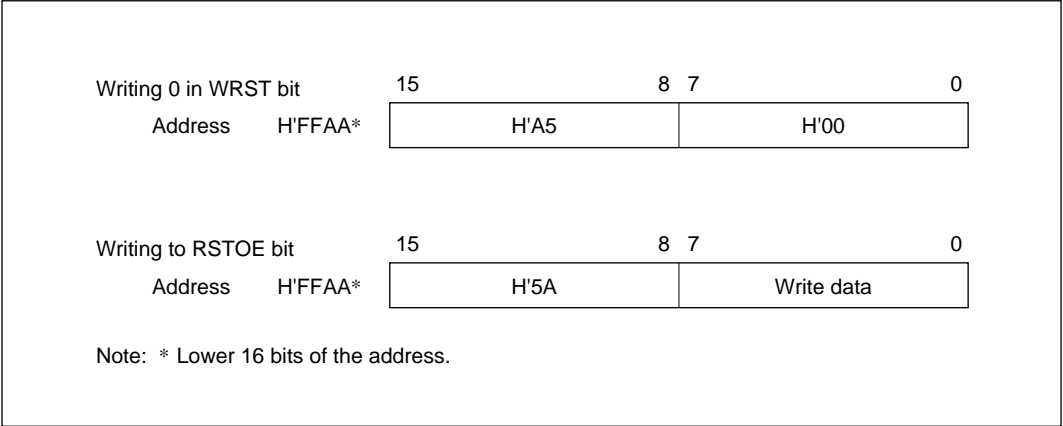 Writing 0 in WRST bit 15 8 7 0
Address H'FFAA* H'A5 H'00
Writing to RSTOE bit 15 8 7 0
Address H'FFAA* H'5A Write data
Note: * Lower 16 bits of the address.